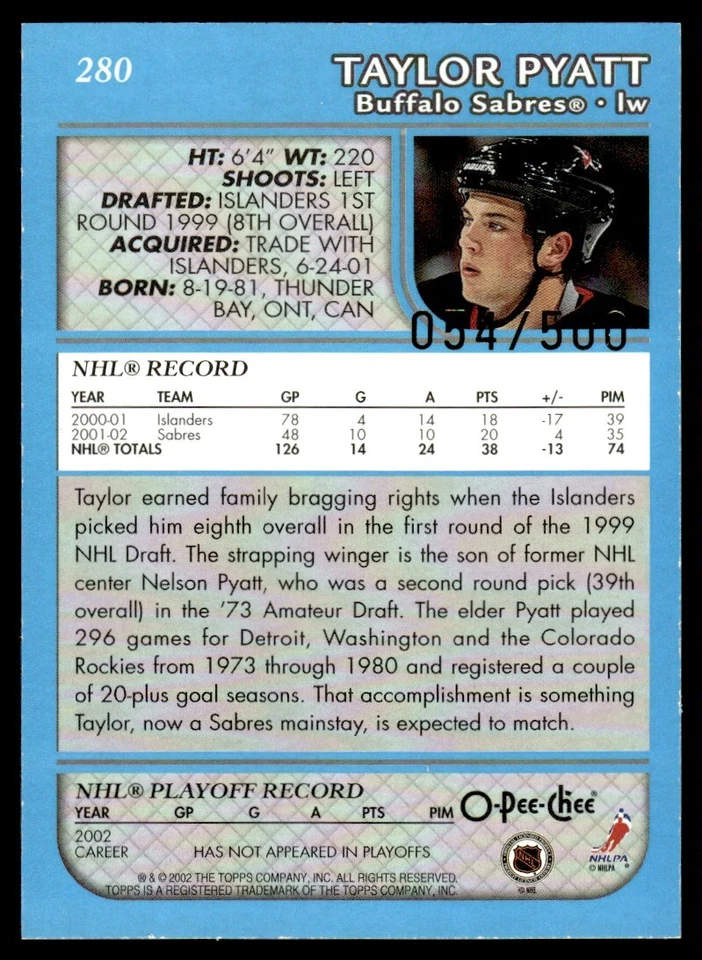 280
TAYLOR PYATT
Buffalo Sabres® · lw
HT: 6'4" WT: 220
SHOOTS: LEFT
DRAFTED: ISLANDERS 1ST
ROUND 1999 (8TH OVERALL)
ACQUIRED: TRADE WITH
ISLANDERS, 6-24-01
BORN: 8-19-81, THUNDER
BAY, ONT, CAN
BAUER
054/500
NHL® RECORD
YEAR TEAM GP G A PTS +/- PIM
2000-01 Islanders 78 4 14 18 -17 39
2001-02 Sabres 48 10 10 20 4 35
NHL® TOTALS 126 14 24 38 -13 74
Taylor earned family bragging rights when the Islanders
picked him eighth overall in the first round of the 1999
NHL Draft. The strapping winger is the son of former NHL
center Nelson Pyatt, who was a second round pick (39th
overall) in the '73 Amateur Draft. The elder Pyatt played
296 games for Detroit, Washington and the Colorado
Rockies from 1973 through 1980 and registered a couple
of 20-plus goal seasons. That accomplishment is something
Taylor, now a Sabres mainstay, is expected to match.
NHL® PLAYOFF RECORD
YEAR GP G A PTS PIM
2002
CAREER HAS NOT APPEARED IN PLAYOFFS
® & © 2002 THE TOPPS COMPANY, INC. ALL RIGHTS RESERVED.
TOPPS IS A REGISTERED TRADEMARK OF THE TOPPS COMPANY, INC.
O-Pee-Chee®
NHL
© NHL
NHLPA
© NHLPA